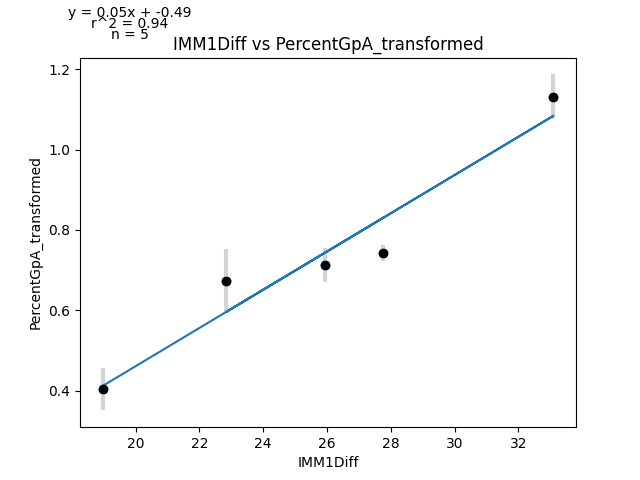 y = 0.05x + -0.49
r^2 = 0.94
n = 5
IMM1Diff vs PercentGpA_transformed
1.2
1.0
0.8
0.6
0.4
PercentGpA_transformed
20 22 24 26 28 30 32
IMM1Diff